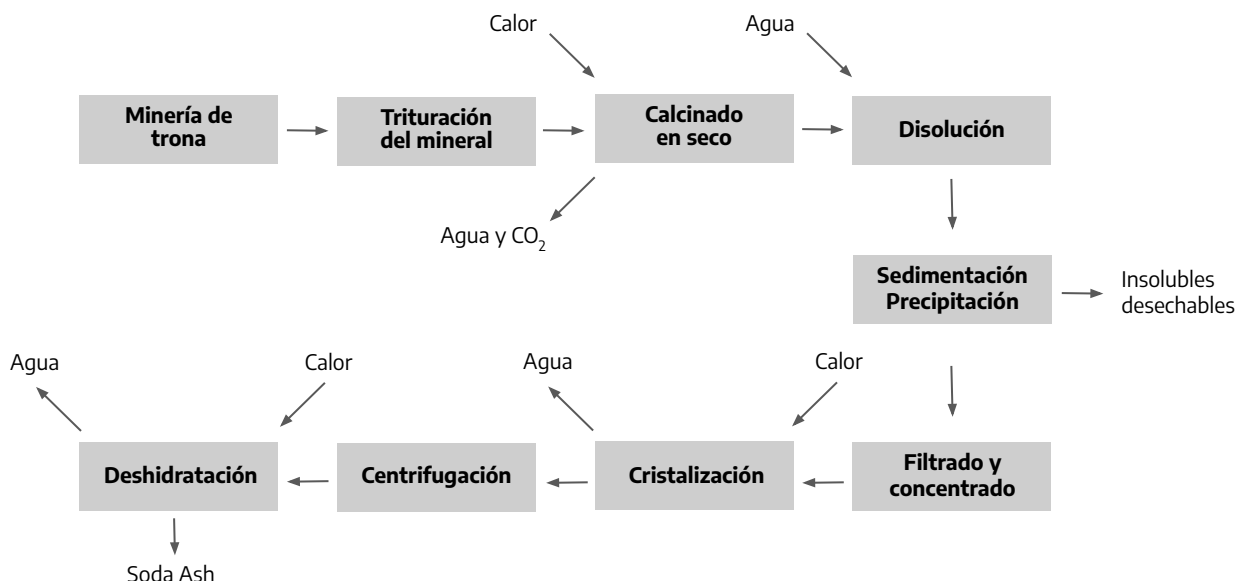 Calor
Agua
Minería de
trona
Trituración
del mineral
Calcinado
en seco
Disolución
Agua y CO₂
Sedimentación
Precipitación
Insolubles
desechables
Agua
Calor
Agua
Calor
Deshidratación
Centrifugación
Cristalización
Filtrado y
concentrado
Soda Ash